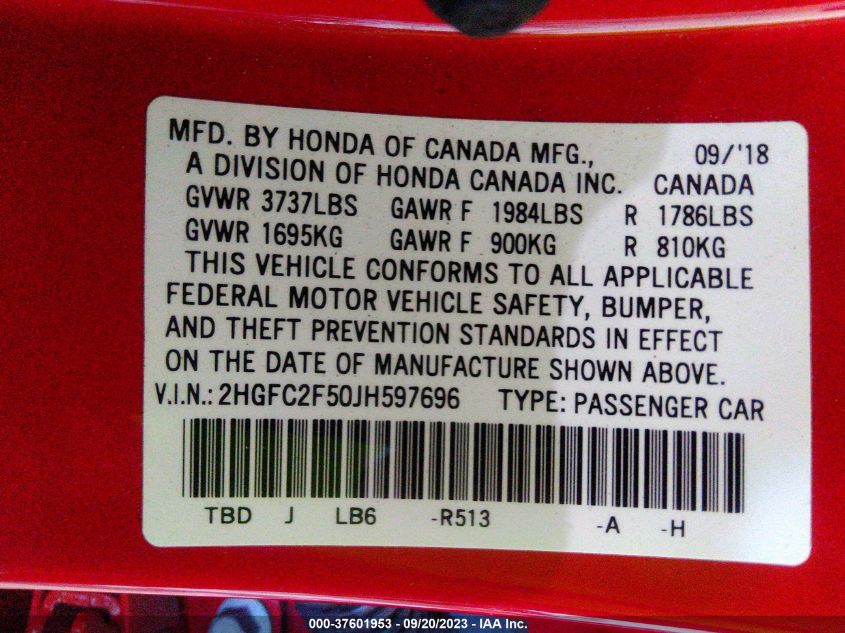 MFD. BY HONDA OF CANADA MFG., 09/'18
A DIVISION OF HONDA CANADA INC. CANADA
GVWR 3737LBS GAWR F 1984LBS R 1786LBS
GVWR 1695KG GAWR F 900KG R 810KG
THIS VEHICLE CONFORMS TO ALL APPLICABLE
FEDERAL MOTOR VEHICLE SAFETY, BUMPER,
AND THEFT PREVENTION STANDARDS IN EFFECT
ON THE DATE OF MANUFACTURE SHOWN ABOVE.
V.I.N.: 2HGFC2F50JH597696 TYPE: PASSENGER CAR
TBD J LB6 -R513 -A -H
000-37601953 - 09/20/2023 - IAA Inc.